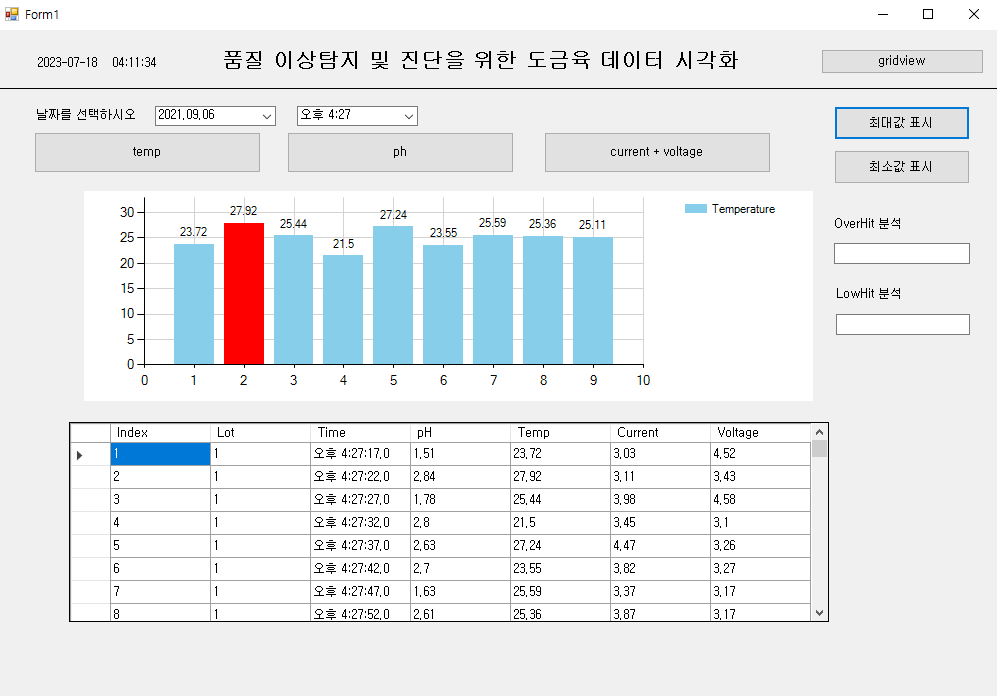 Form1
2023-07-18 04:11:34
품질 이상탐지 및 진단을 위한 도금욕 데이터 시각화
gridview
날짜를 선택하시오
2021.09.06
오후 4:27
최대값 표시
temp
ph
current + voltage
최소값 표시
Temperature
OverHit 분석
LowHit 분석
30
25
20
15
10
5
0
23.72
27.92
25.44
21.5
27.24
23.55
25.59
25.36
25.11
0 1 2 3 4 5 6 7 8 9 10
Index Lot Time pH Temp Current Voltage
1 1 오후 4:27:17.0 1.51 23.72 3.03 4.52
2 1 오후 4:27:22.0 2.84 27.92 3.11 3.43
3 1 오후 4:27:27.0 1.78 25.44 3.98 4.58
4 1 오후 4:27:32.0 2.8 21.5 3.45 3.1
5 1 오후 4:27:37.0 2.63 27.24 4.47 3.26
6 1 오후 4:27:42.0 2.7 23.55 3.82 3.27
7 1 오후 4:27:47.0 1.63 25.59 3.37 3.17
8 1 오후 4:27:52.0 2.61 25.36 3.87 3.17